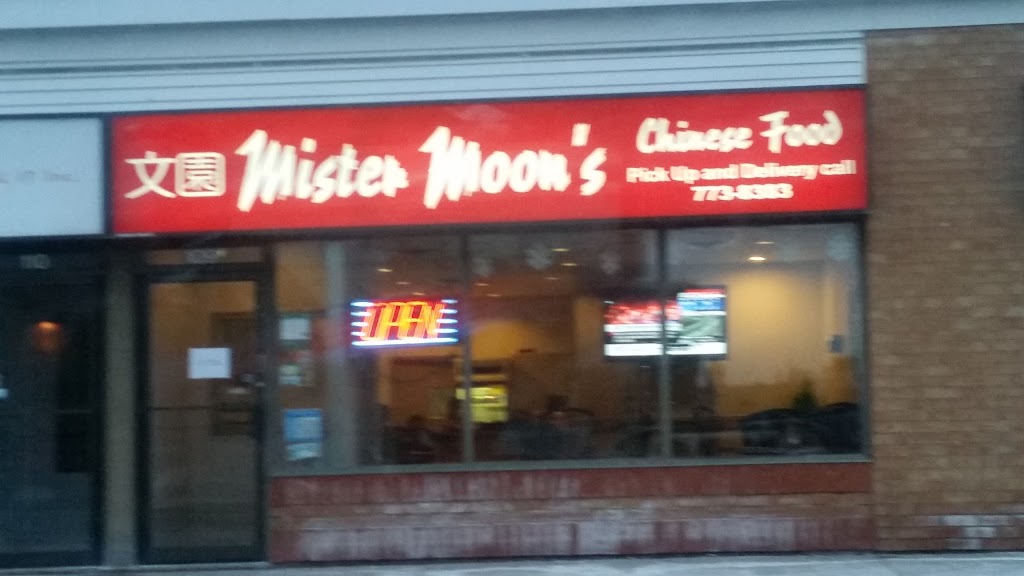 文園 Mister Moon's
Chinese Food
Pick Up and Delivery call
773-8383
OPEN